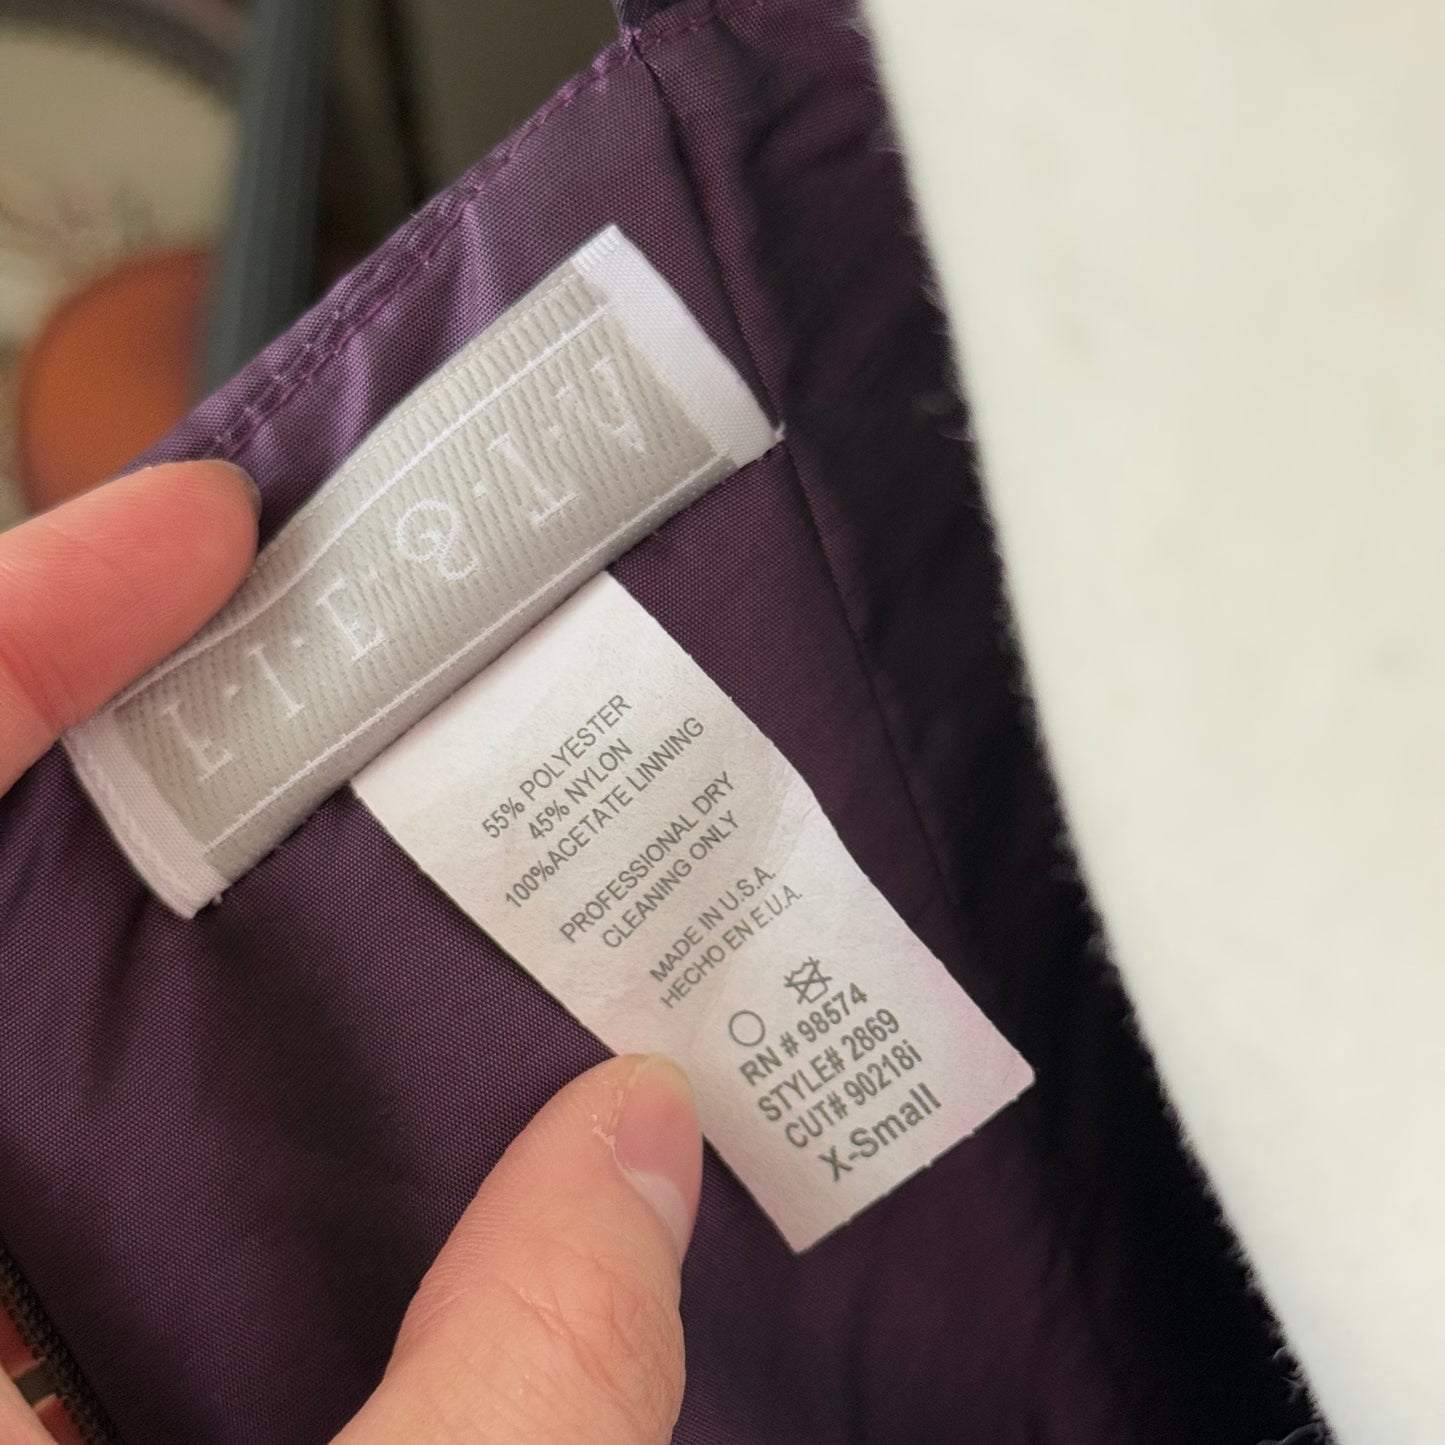 55% POLYESTER
45% NYLON
100%ACETATE LINNING
PROFESSIONAL DRY
CLEANING ONLY
MADE IN U.S.A.
HECHO EN E.U.A.
RN # 98574
STYLE# 2869
CUT# 90218i
X-Small